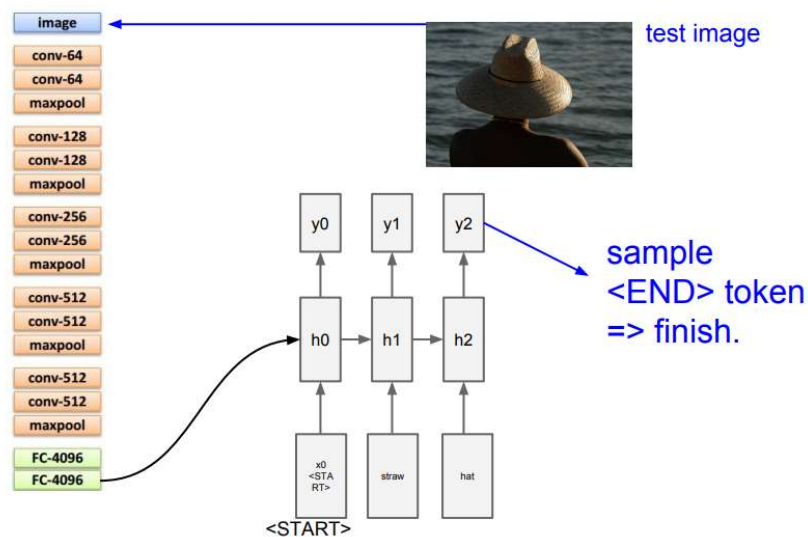 image
conv-64
conv-64
maxpool
conv-128
conv-128
maxpool
conv-256
conv-256
maxpool
conv-512
conv-512
maxpool
conv-512
conv-512
maxpool
FC-4096
FC-4096
test image
y0
y1
y2
sample
<END> token
=> finish.
h0
h1
h2
x0
<STA
RT>
straw
hat
<START>